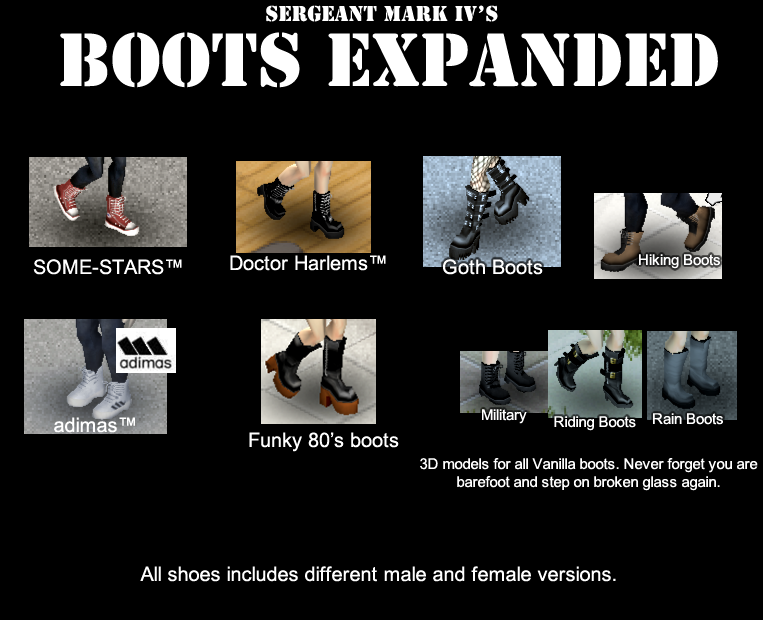 SERGEANT MARK IV'S
BOOTS EXPANDED
SOME-STARS™
Doctor Harlems™
Goth Boots
Hiking Boots
adimas
adimas™
Funky 80's boots
Military
Riding Boots
Rain Boots
3D models for all Vanilla boots. Never forget you are
barefoot and step on broken glass again.
All shoes includes different male and female versions.